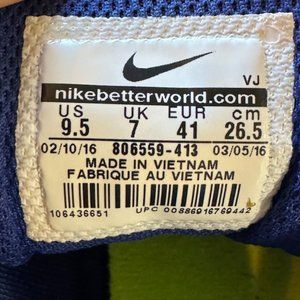 VJ
nikebetterworld.com
US UK EUR cm
9.5 7 41 26.5
02/10/16 806559-413 03/05/16
MADE IN VIETNAM
FABRIQUE AU VIETNAM
106436651
UPC 00886916769442